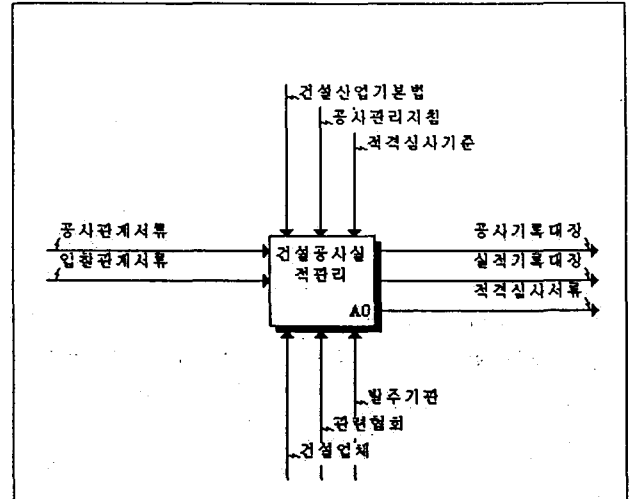 건설산업기본법
공사관리지침
적격심사기준
공사관계서류
입찰관계서류
건설공사실
적관리
A0
공사기록대장
실적기록대장
적격심사서류
발주기관
관련협회
건설업체